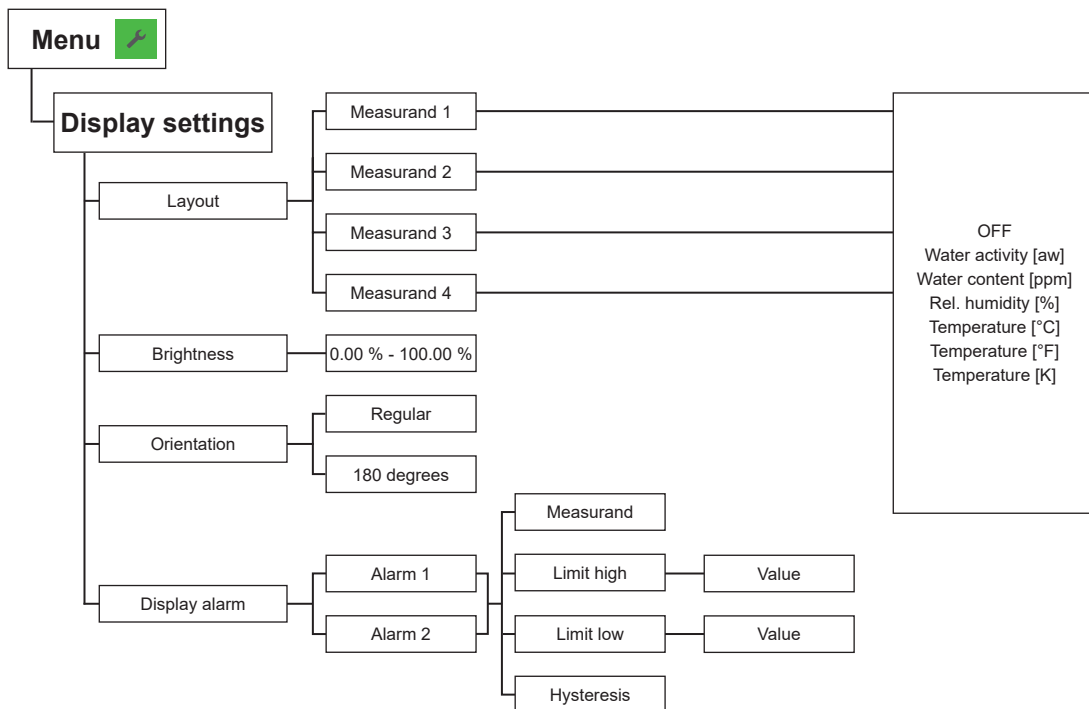 Menu
Display settings
Layout
Measurand 1
Measurand 2
Measurand 3
Measurand 4
OFF
Water activity [aw]
Water content [ppm]
Rel. humidity [%]
Temperature [°C]
Temperature [°F]
Temperature [K]
Brightness
0.00 % - 100.00 %
Orientation
Regular
180 degrees
Display alarm
Alarm 1
Alarm 2
Measurand
Limit high
Value
Limit low
Value
Hysteresis